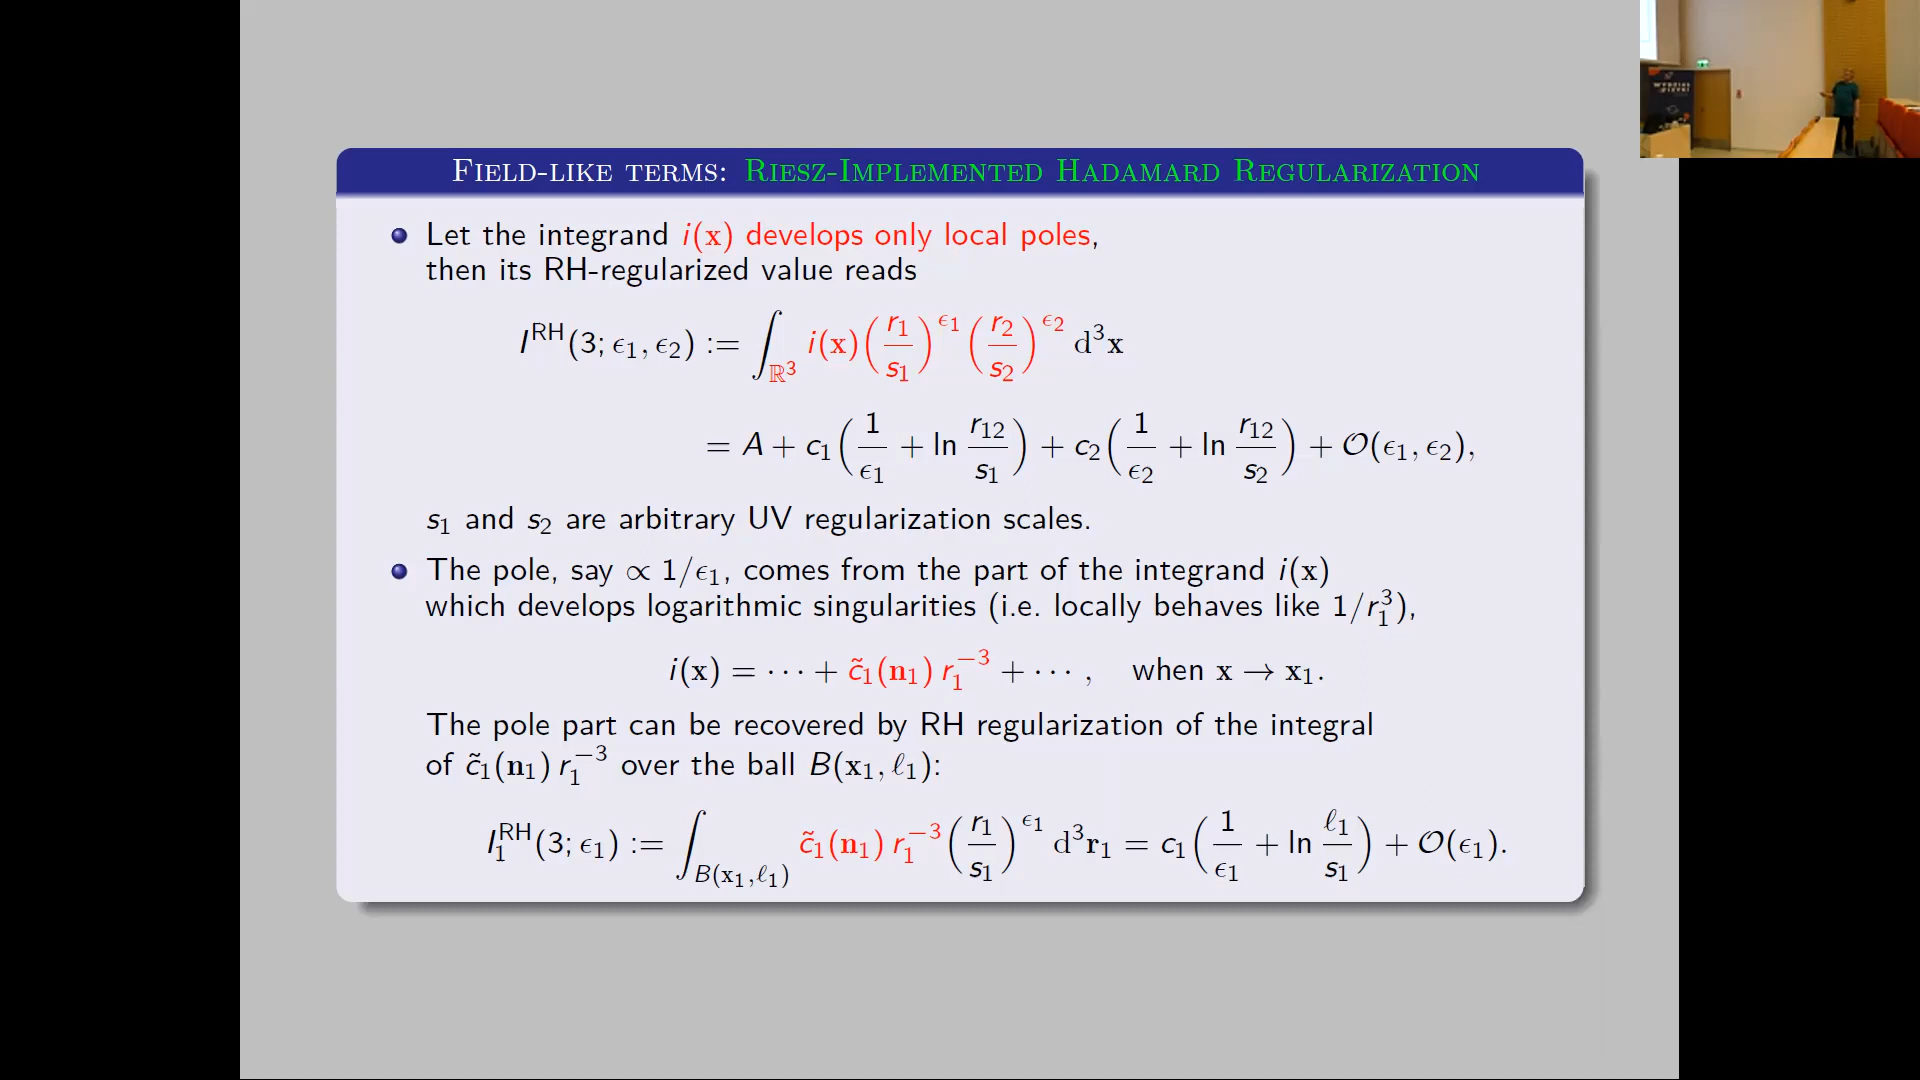 FIELD-LIKE TERMS: RIESZ-IMPLEMENTED HADAMARD REGULARIZATION
Let the integrand i(x) develops only local poles,
then its RH-regularized value reads
I^RH(3; ϵ₁, ϵ₂) := ∫_ℝ³ i(x) (r₁/s₁)^ϵ₁ (r₂/s₂)^ϵ₂ d³x
= A + c₁(1/ϵ₁ + ln r₁₂/s₁) + c₂(1/ϵ₂ + ln r₁₂/s₂) + 𝒪(ϵ₁, ϵ₂),
s₁ and s₂ are arbitrary UV regularization scales.
The pole, say ∝ 1/ϵ₁, comes from the part of the integrand i(x)
which develops logarithmic singularities (i.e. locally behaves like 1/r₁³),
i(x) = ⋯ + c̃₁(n₁) r₁⁻³ + ⋯ , when x → x₁.
The pole part can be recovered by RH regularization of the integral
of c̃₁(n₁) r₁⁻³ over the ball B(x₁, ℓ₁):
I₁^RH(3; ϵ₁) := ∫_B(x₁,ℓ₁) c̃₁(n₁) r₁⁻³ (r₁/s₁)^ϵ₁ d³r₁ = c₁(1/ϵ₁ + ln ℓ₁/s₁) + 𝒪(ϵ₁).